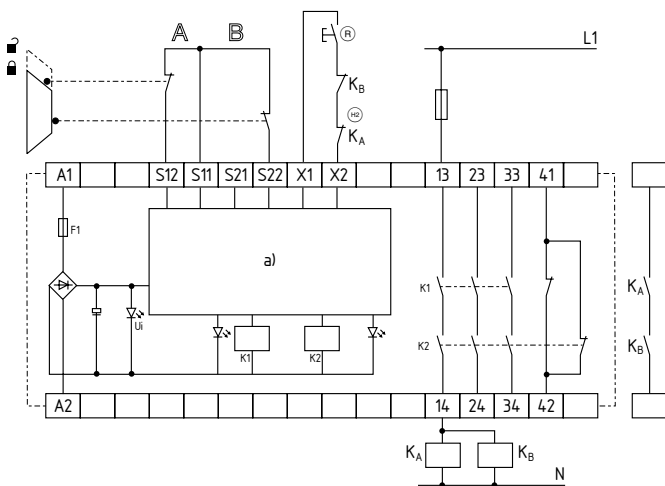 A B
R
L1
KB
H2
KA
A1 S12 S11 S21 S22 X1 X2 13 23 33 41
F1
a)
K1
KA
Ui
K1 K2
K2
KB
A2 14 24 34 42
KA KB
N